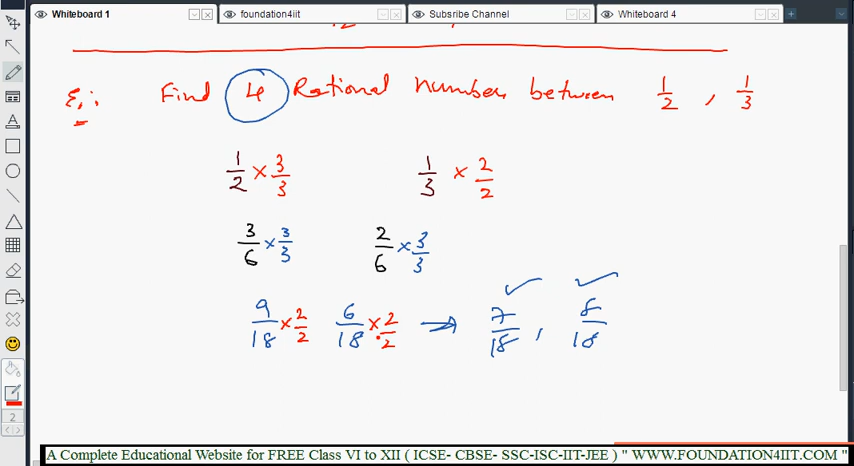 Whiteboard 1 foundation4iit Subsribe Channel Whiteboard 4
Ex: Find 4 Rational numbers between 1/2 , 1/3
1/2 × 3/3 1/3 × 2/2
3/6 × 3/3 2/6 × 3/3
9/18 × 2/2 6/18 × 2/2 → 7/18 , 8/18
2
A Complete Educational Website for FREE Class VI to XII ( ICSE- CBSE- SSC-ISC-IIT-JEE ) " WWW.FOUNDATION4IIT.COM "